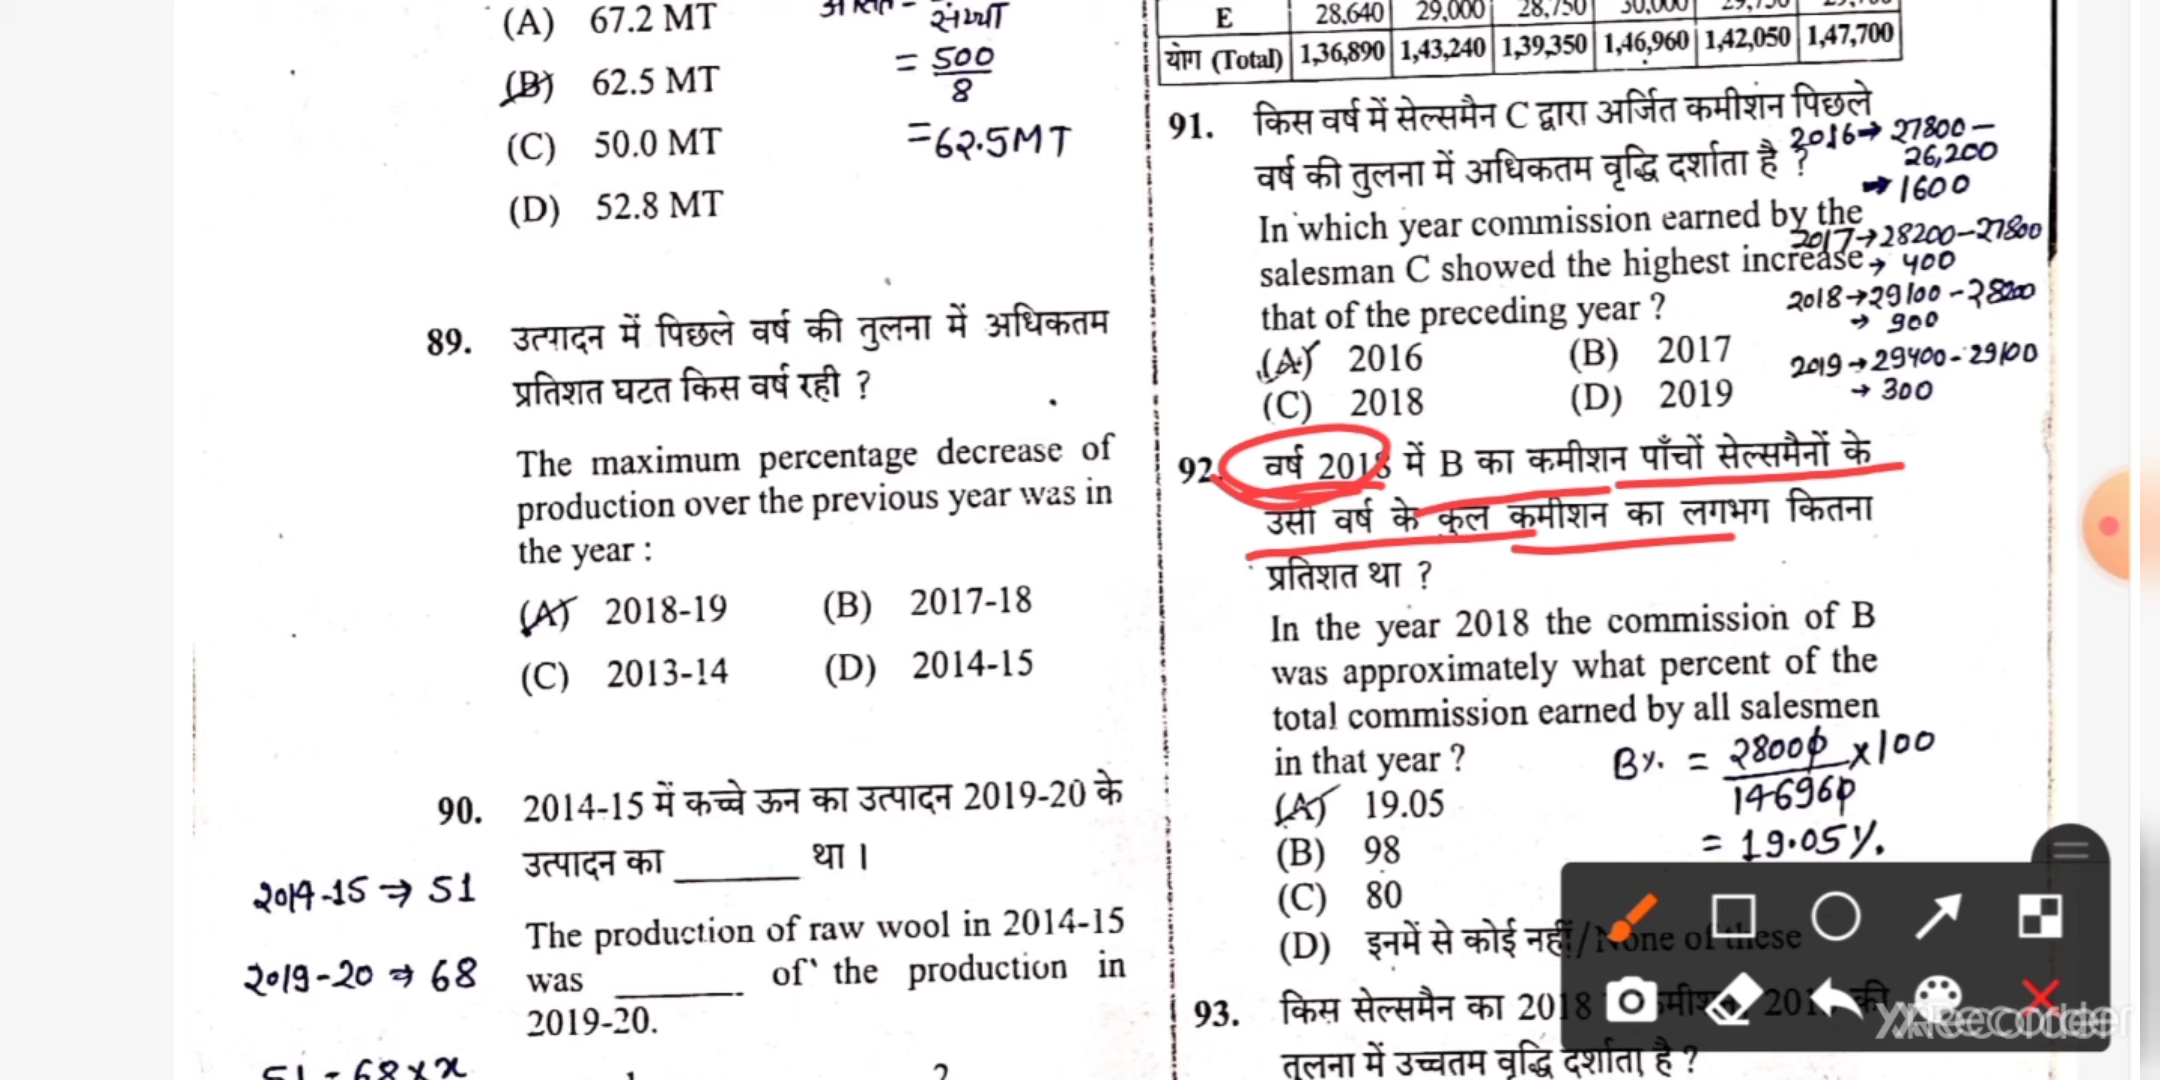 (A) 67.2 MT
संख्या
= 500
8
(B) 62.5 MT
(C) 50.0 MT
=62.5MT
(D) 52.8 MT
89. उत्पादन में पिछले वर्ष की तुलना में अधिकतम
प्रतिशत घटत किस वर्ष रही ?
The maximum percentage decrease of
production over the previous year was in
the year :
(A) 2018-19 (B) 2017-18
(C) 2013-14 (D) 2014-15
90. 2014-15 में कच्चे ऊन का उत्पादन 2019-20 के
उत्पादन का ______ था ।
2014-15 ⇒ 51
The production of raw wool in 2014-15
2019-20 ⇒ 68
was ______ of the production in
2019-20.
51 = 68 x x
E 28,640 29,000 28,750 30,000
योग (Total) 1,36,890 1,43,240 1,39,350 1,46,960 1,42,050 1,47,700
91. किस वर्ष में सेल्समैन C द्वारा अर्जित कमीशन पिछले
वर्ष की तुलना में अधिकतम वृद्धि दर्शाता है ?
2016→ 27800 –
26,200
→ 1600
In which year commission earned by the
2017→28200–27800
salesman C showed the highest increase
→ 400
that of the preceding year ?
2018→29100–28200
→ 900
(A) 2016 (B) 2017
2019→29400-29100
(C) 2018 (D) 2019
→ 300
92. वर्ष 2018 में B का कमीशन पाँचों सेल्समैनों के
उसी वर्ष के कुल कमीशन का लगभग कितना
प्रतिशत था ?
In the year 2018 the commission of B
was approximately what percent of the
total commission earned by all salesmen
in that year ?
B% = 28000 x100
146960
(A) 19.05
= 19.05%.
(B) 98
(C) 80
(D) इनमें से कोई नहीं/None of these
93. किस सेल्समैन का 2018 की
तुलना में उच्चतम वृद्धि दर्शाता है ?
XRecorder